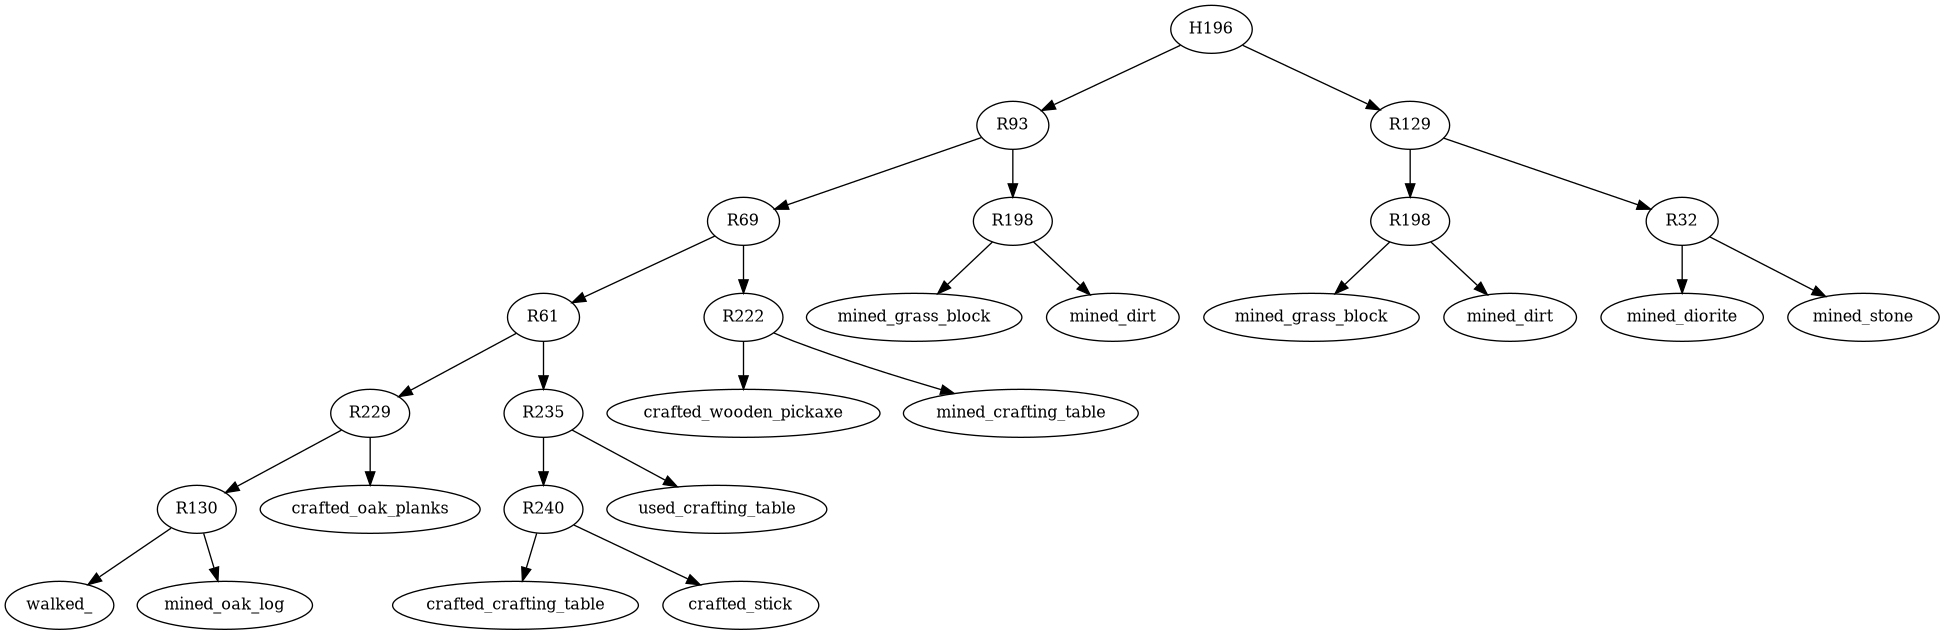 H196
R93
R129
R69
R198
R198
R32
R61
R222
mined_grass_block
mined_dirt
mined_grass_block
mined_dirt
mined_diorite
mined_stone
R229
R235
crafted_wooden_pickaxe
mined_crafting_table
R130
crafted_oak_planks
R240
used_crafting_table
walked_
mined_oak_log
crafted_crafting_table
crafted_stick